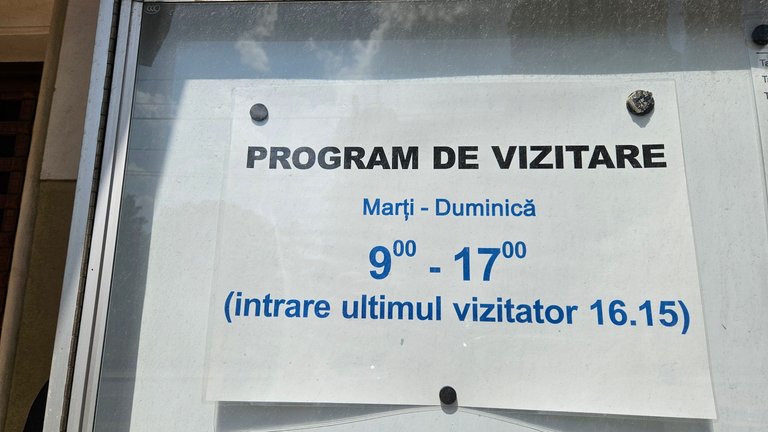 PROGRAM DE VIZITARE
Marți - Duminică
9⁰⁰ - 17⁰⁰
(intrare ultimul vizitator 16.15)